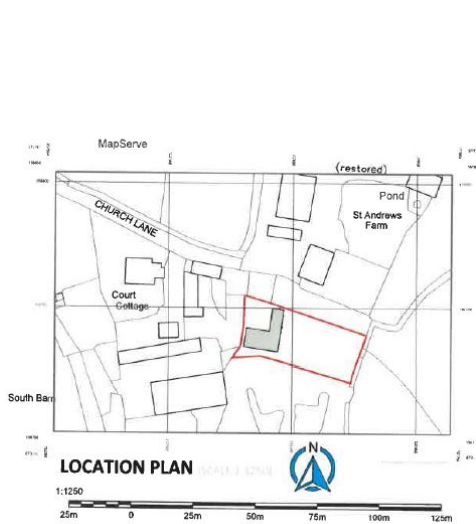 MapServe
(restored)
Pond
St Andrews
Farm
CHURCH LANE
Court
Cottage
South Barn
N
LOCATION PLAN
1:1250
25m 0 25m 50m 75m 100m 125m